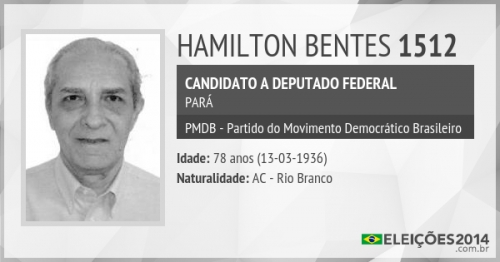 HAMILTON BENTES 1512
CANDIDATO A DEPUTADO FEDERAL
PARÁ
PMDB - Partido do Movimento Democrático Brasileiro
Idade: 78 anos (13-03-1936)
Naturalidade: AC - Rio Branco
ELEIÇÕES2014
.com.br